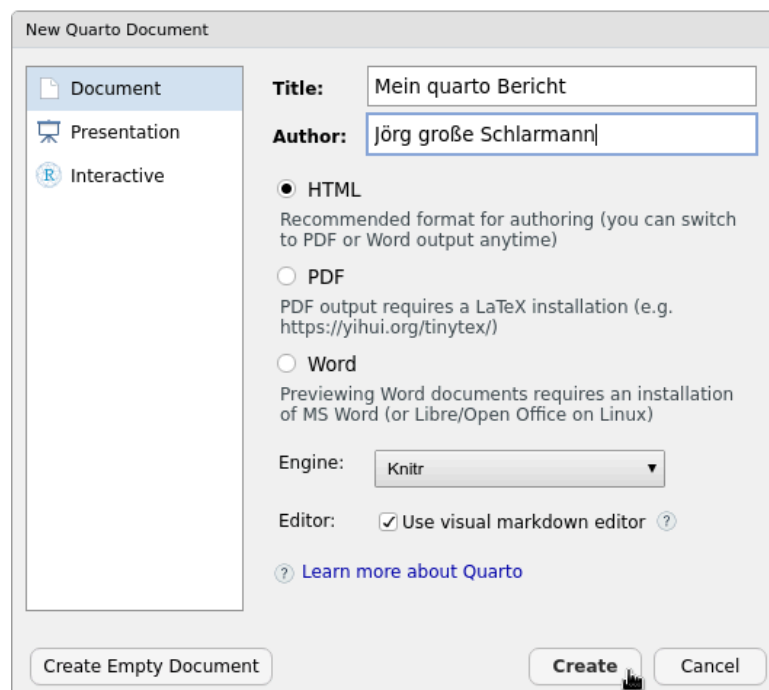 New Quarto Document
Document
Presentation
R Interactive
Title: Mein quarto Bericht
Author: Jörg große Schlarmann
HTML
Recommended format for authoring (you can switch
to PDF or Word output anytime)
PDF
PDF output requires a LaTeX installation (e.g.
https://yihui.org/tinytex/)
Word
Previewing Word documents requires an installation
of MS Word (or Libre/Open Office on Linux)
Engine: Knitr
Editor: Use visual markdown editor ?
? Learn more about Quarto
Create Empty Document Create Cancel